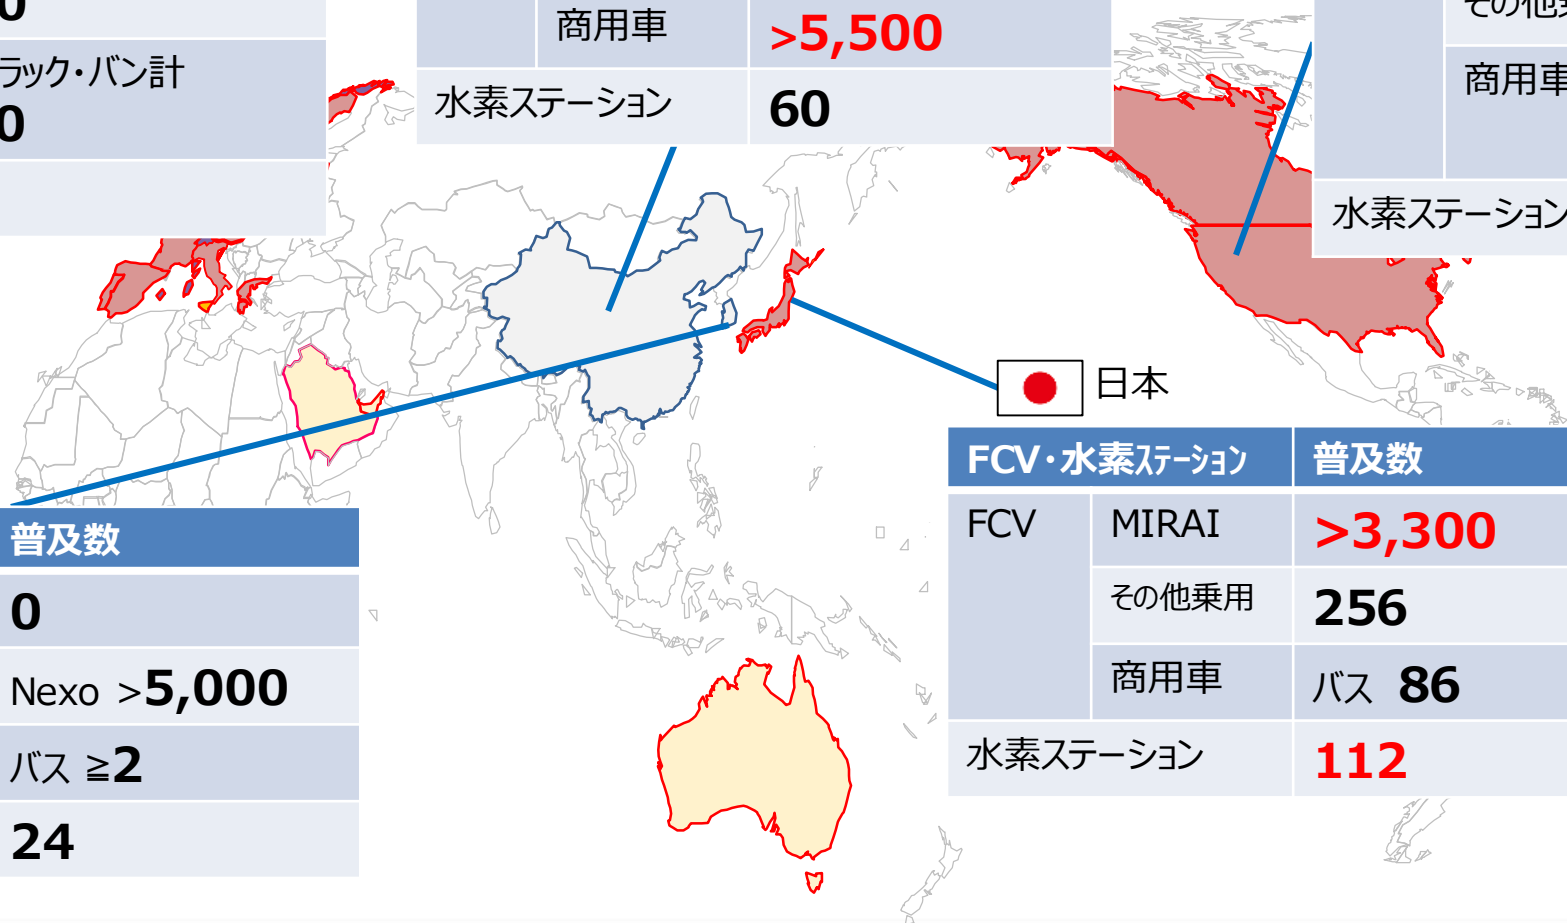 0
ラック・バン計
0
商用車 >5,500
水素ステーション 60
商用車
水素ステーション
日本
FCV・水素ステーション 普及数
FCV MIRAI >3,300
その他乗用 256
商用車 バス 86
水素ステーション 112
普及数
0
Nexo >5,000
バス ≧2
24